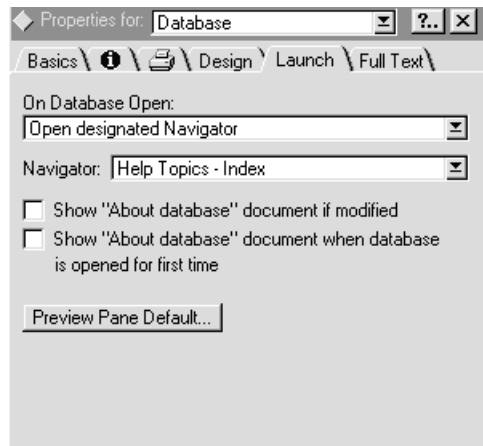 Properties for: Database ?..
Basics Design Launch Full Text
On Database Open:
Open designated Navigator
Navigator: Help Topics - Index
Show "About database" document if modified
Show "About database" document when database
is opened for first time
Preview Pane Default...